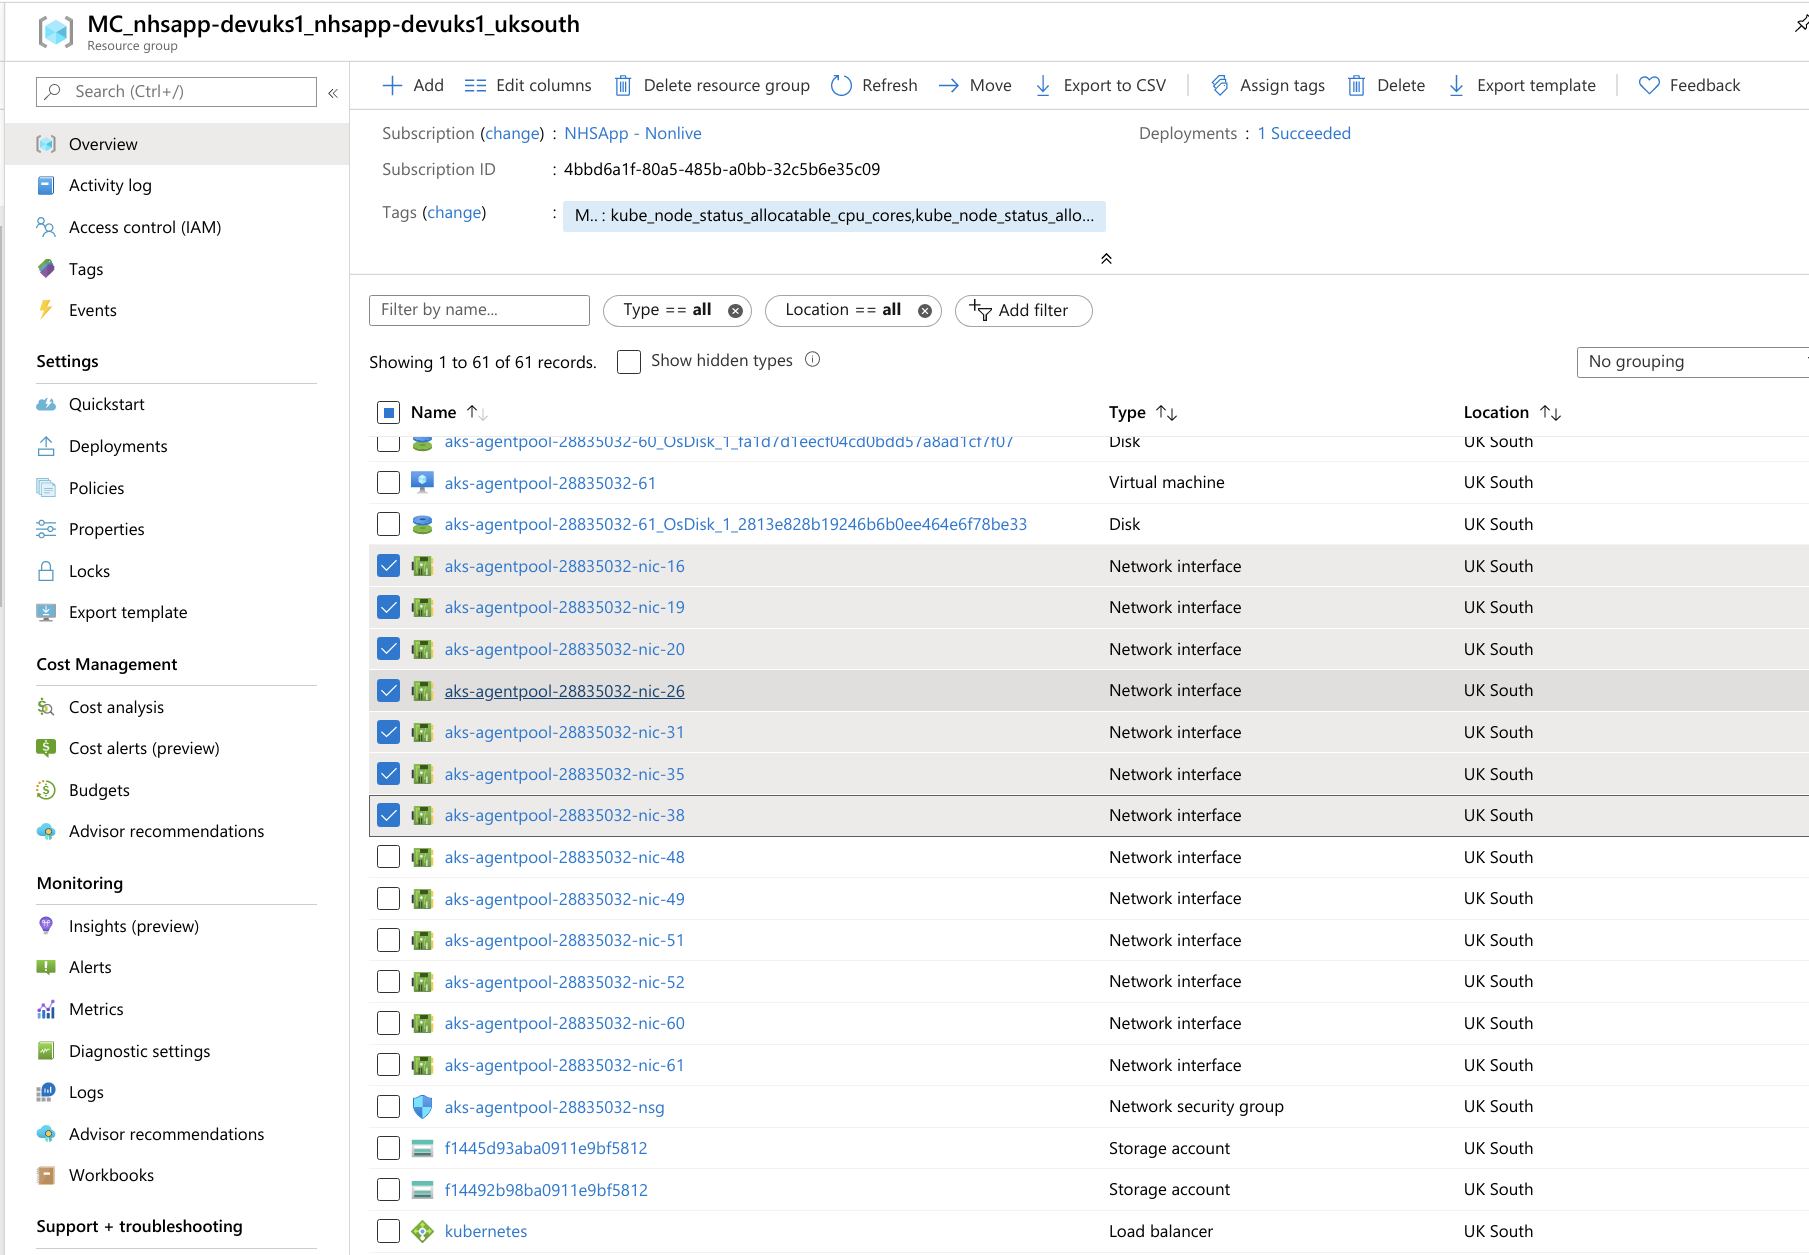 MC_nhsapp-devuks1_nhsapp-devuks1_uksouth
Resource group
Search (Ctrl+/)
«
Add
Edit columns
Delete resource group
Refresh
Move
Export to CSV
Assign tags
Delete
Export template
Feedback
Overview
Activity log
Access control (IAM)
Tags
Events
Settings
Quickstart
Deployments
Policies
Properties
Locks
Export template
Cost Management
Cost analysis
Cost alerts (preview)
Budgets
Advisor recommendations
Monitoring
Insights (preview)
Alerts
Metrics
Diagnostic settings
Logs
Advisor recommendations
Workbooks
Support + troubleshooting
Subscription (change) : NHSApp - Nonlive
Deployments : 1 Succeeded
Subscription ID : 4bbd6a1f-80a5-485b-a0bb-32c5b6e35c09
Tags (change) : M.. : kube_node_status_allocatable_cpu_cores,kube_node_status_allo...
Filter by name...
Type == all
Location == all
Add filter
Showing 1 to 61 of 61 records.
Show hidden types
No grouping
Name Type Location
aks-agentpool-28835032-60_OsDisk_1_fa1d7d1eecf04cd0bdd57a8ad1cf7f07 Disk UK South
aks-agentpool-28835032-61 Virtual machine UK South
aks-agentpool-28835032-61_OsDisk_1_2813e828b19246b6b0ee464e6f78be33 Disk UK South
aks-agentpool-28835032-nic-16 Network interface UK South
aks-agentpool-28835032-nic-19 Network interface UK South
aks-agentpool-28835032-nic-20 Network interface UK South
aks-agentpool-28835032-nic-26 Network interface UK South
aks-agentpool-28835032-nic-31 Network interface UK South
aks-agentpool-28835032-nic-35 Network interface UK South
aks-agentpool-28835032-nic-38 Network interface UK South
aks-agentpool-28835032-nic-48 Network interface UK South
aks-agentpool-28835032-nic-49 Network interface UK South
aks-agentpool-28835032-nic-51 Network interface UK South
aks-agentpool-28835032-nic-52 Network interface UK South
aks-agentpool-28835032-nic-60 Network interface UK South
aks-agentpool-28835032-nic-61 Network interface UK South
aks-agentpool-28835032-nsg Network security group UK South
f1445d93aba0911e9bf5812 Storage account UK South
f14492b98ba0911e9bf5812 Storage account UK South
kubernetes Load balancer UK South